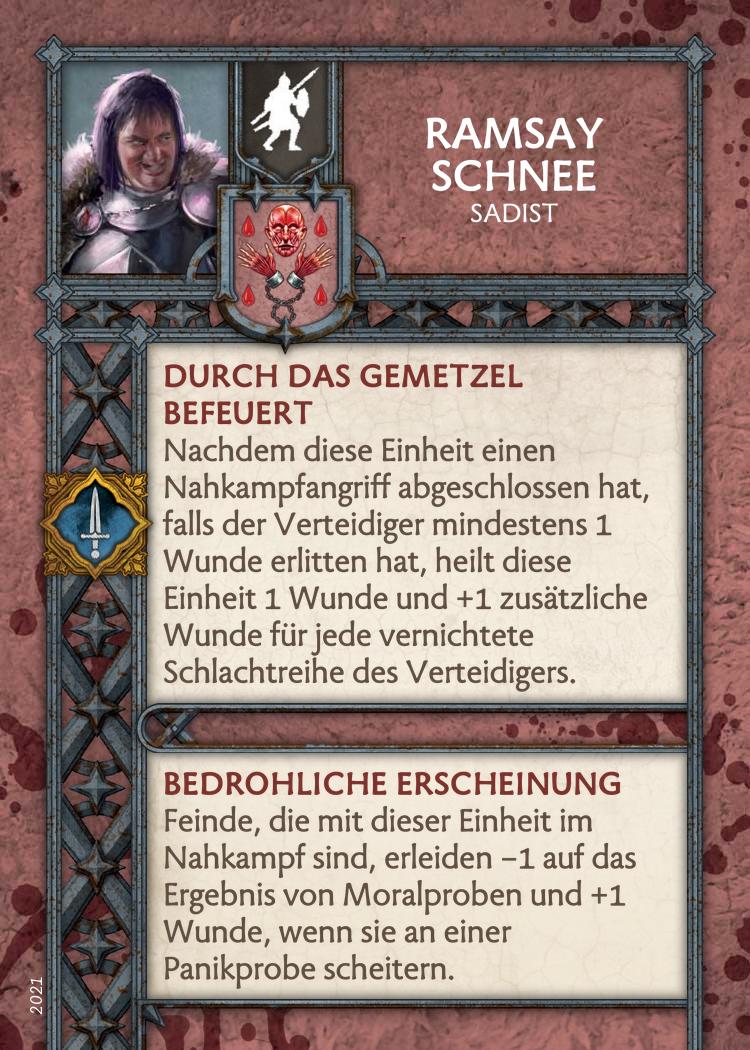 RAMSAY
SCHNEE
SADIST
DURCH DAS GEMETZEL
BEFEUERT
Nachdem diese Einheit einen
Nahkampfangriff abgeschlossen hat,
falls der Verteidiger mindestens 1
Wunde erlitten hat, heilt diese
Einheit 1 Wunde und +1 zusätzliche
Wunde für jede vernichtete
Schlachtreihe des Verteidigers.
BEDROHLICHE ERSCHEINUNG
Feinde, die mit dieser Einheit im
Nahkampf sind, erleiden −1 auf das
Ergebnis von Moralproben und +1
Wunde, wenn sie an einer
Panikprobe scheitern.
2021